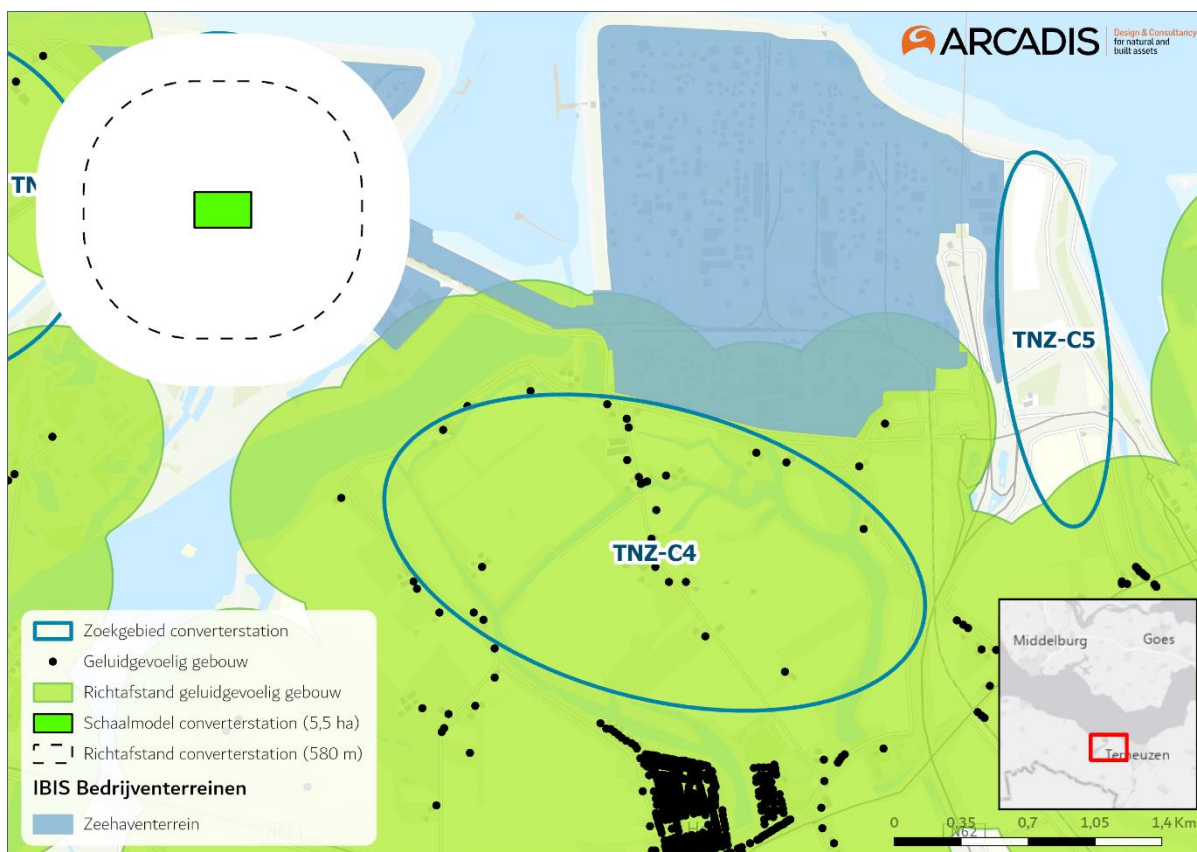 ARCADIS
Design & Consultancy
for natural and
built assets
TNZ-C5
TNZ-C4
Zoekgebied converterstation
Geluidgevoelig gebouw
Richtafstand geluidgevoelig gebouw
Schaalmodel converterstation (5,5 ha)
Richtafstand converterstation (580 m)
IBIS Bedrijventerreinen
Zeehaventerrein
Middelburg
Goes
Terneuzen
0 0,35 0,7 1,05 1,4 Km
N62